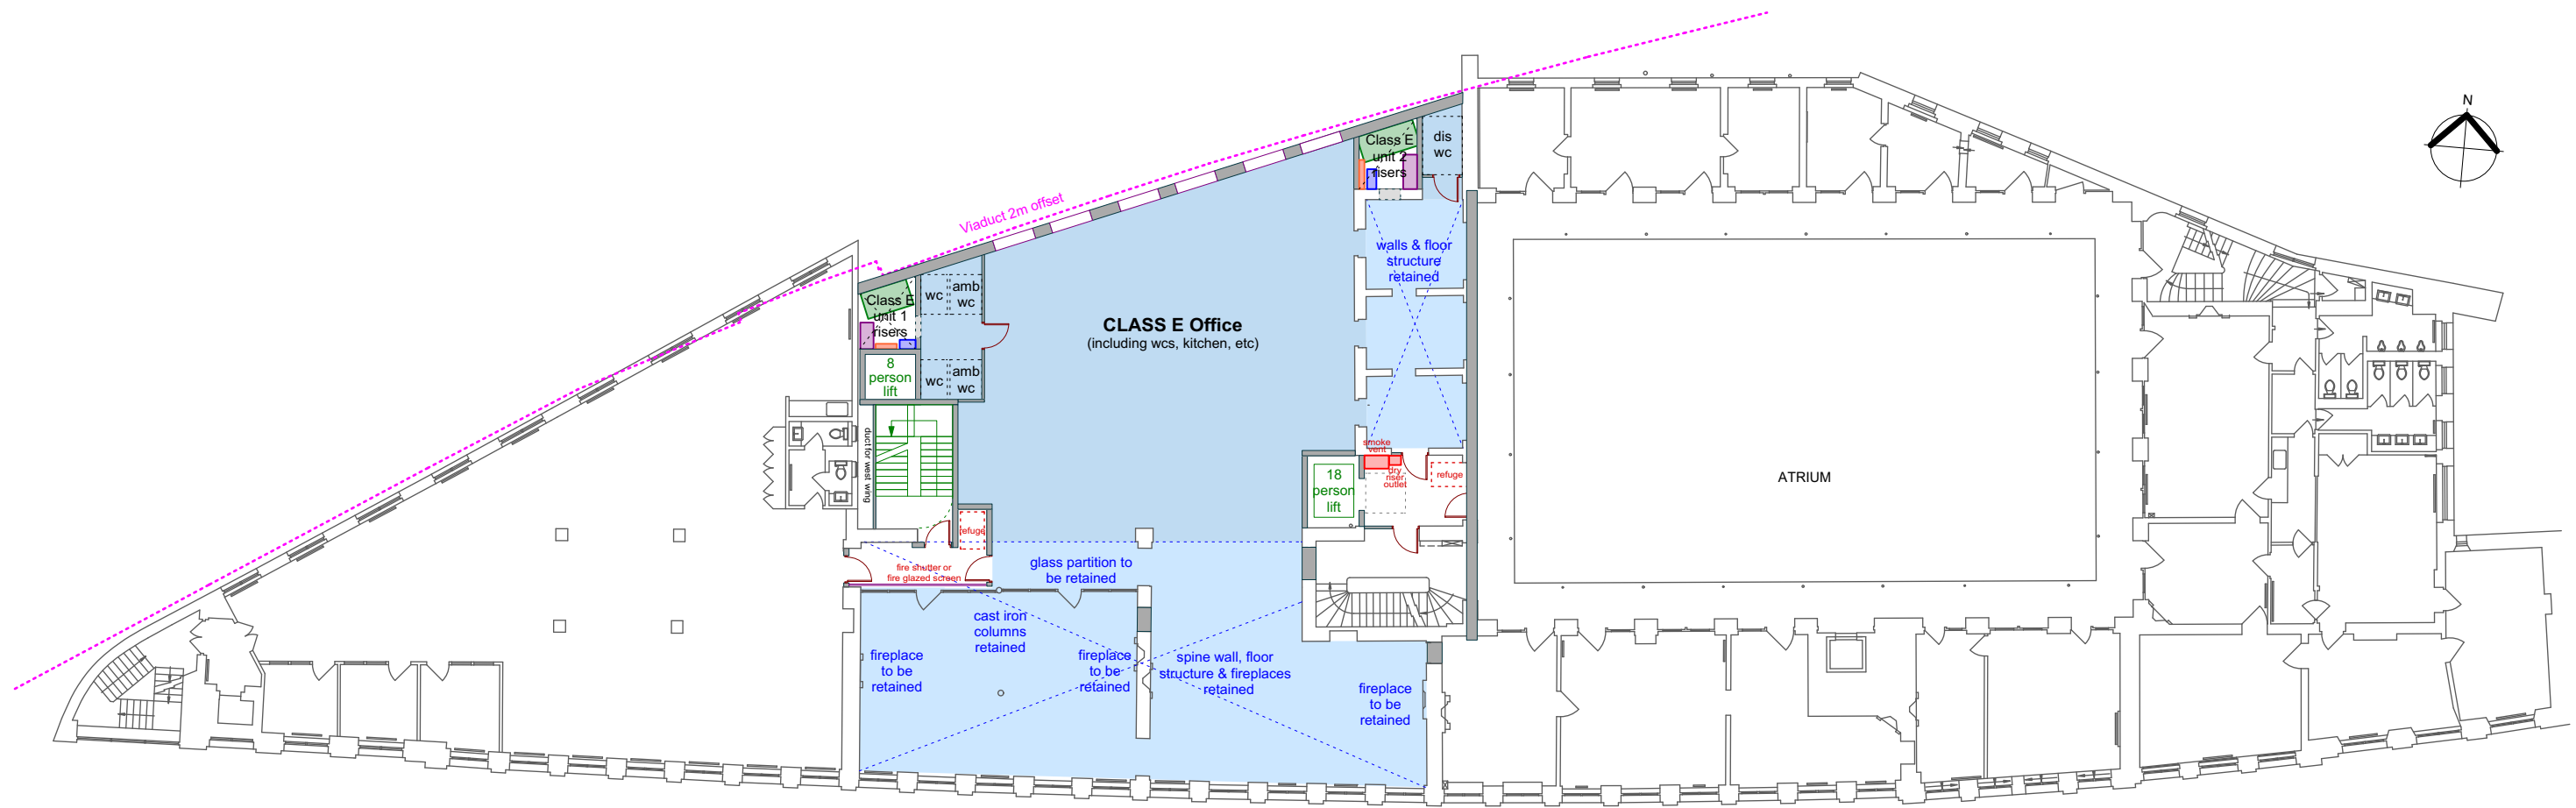 N
Viaduct 2m offset
Class E
unit 2
risers
dis
wc
walls & floor
structure
retained
Class E
unit 1
risers
wc
amb
wc
8
person
lift
wc
amb
wc
CLASS E Office
(including wcs, kitchen, etc)
duct for west wing
smoke
vent
dry
riser
outlet
refuge
18
person
lift
ATRIUM
refuge
fire shutter or
fire glazed screen
glass partition to
be retained
cast iron
columns
retained
fireplace
to be
retained
fireplace
to be
retained
spine wall, floor
structure & fireplaces
retained
fireplace
to be
retained